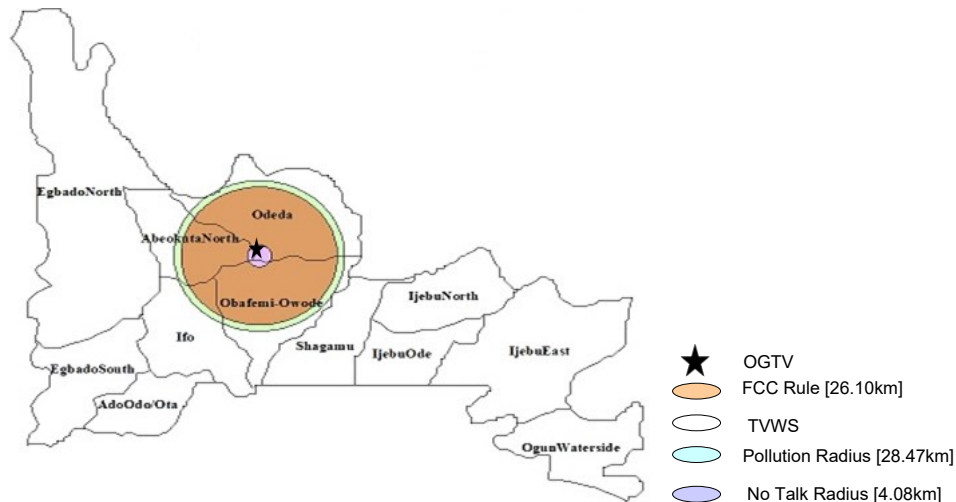 EgbadoNorth
Odeda
AbeokutaNorth
Obafemi-Owode
IjebuNorth
Ifo
Shagamu
IjebuOde
IjebuEast
EgbadoSouth
AdoOdo/Ota
OgunWaterside
OGTV
FCC Rule [26.10km]
TVWS
Pollution Radius [28.47km]
No Talk Radius [4.08km]